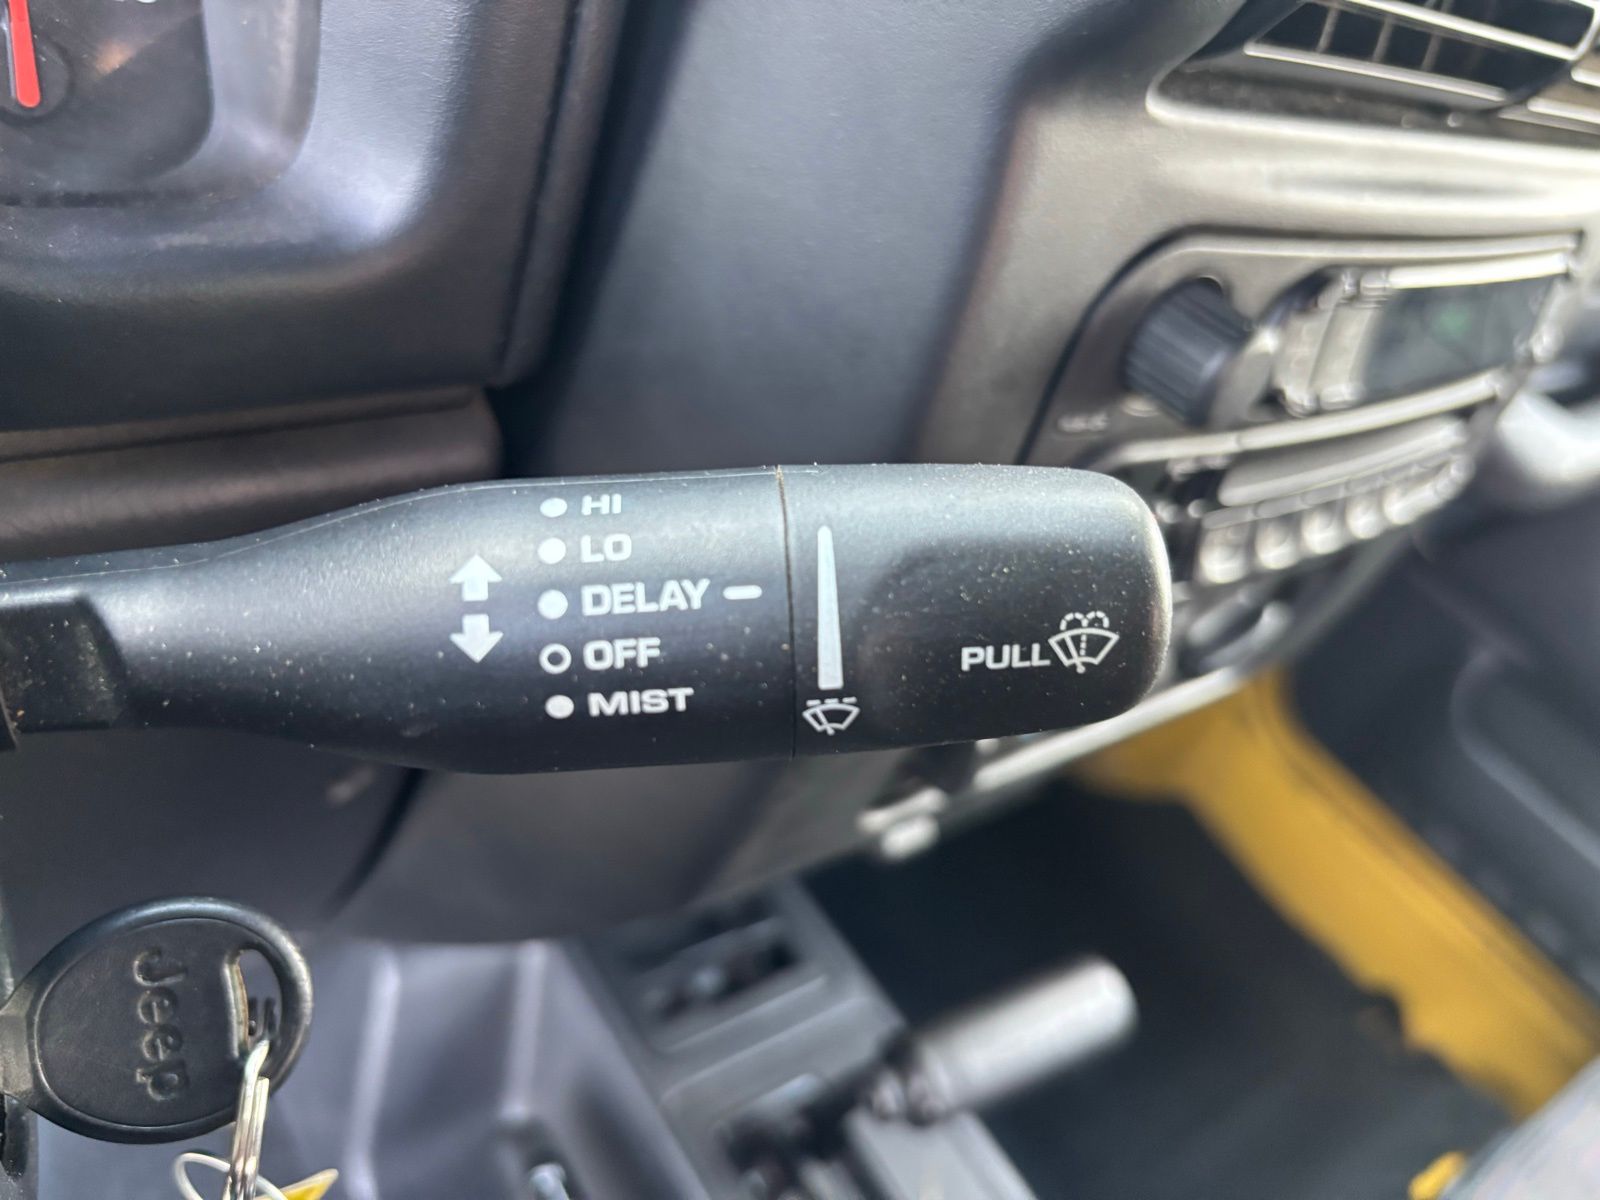 HI
LO
DELAY
OFF
MIST
PULL
Jeep